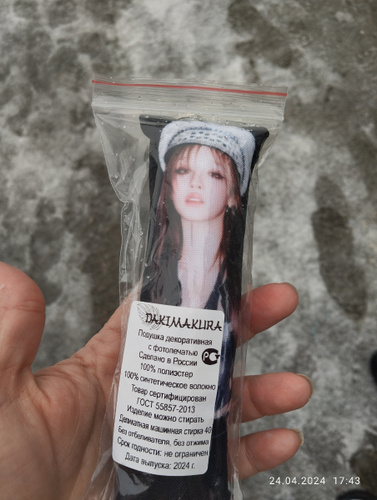 DAKIMAKURA
Подушка декоративная
с фотопечатью
Сделано в России
100% полиэстер
100% синтетическое волокно
Товар сертифицирован
ГОСТ 55857-2013
Изделие можно стирать
Деликатная машинная стирка 40
Без отбеливателя, без отжима
Срок годности: не ограничен
Дата выпуска: 2024 г.
24.04.2024 17:43